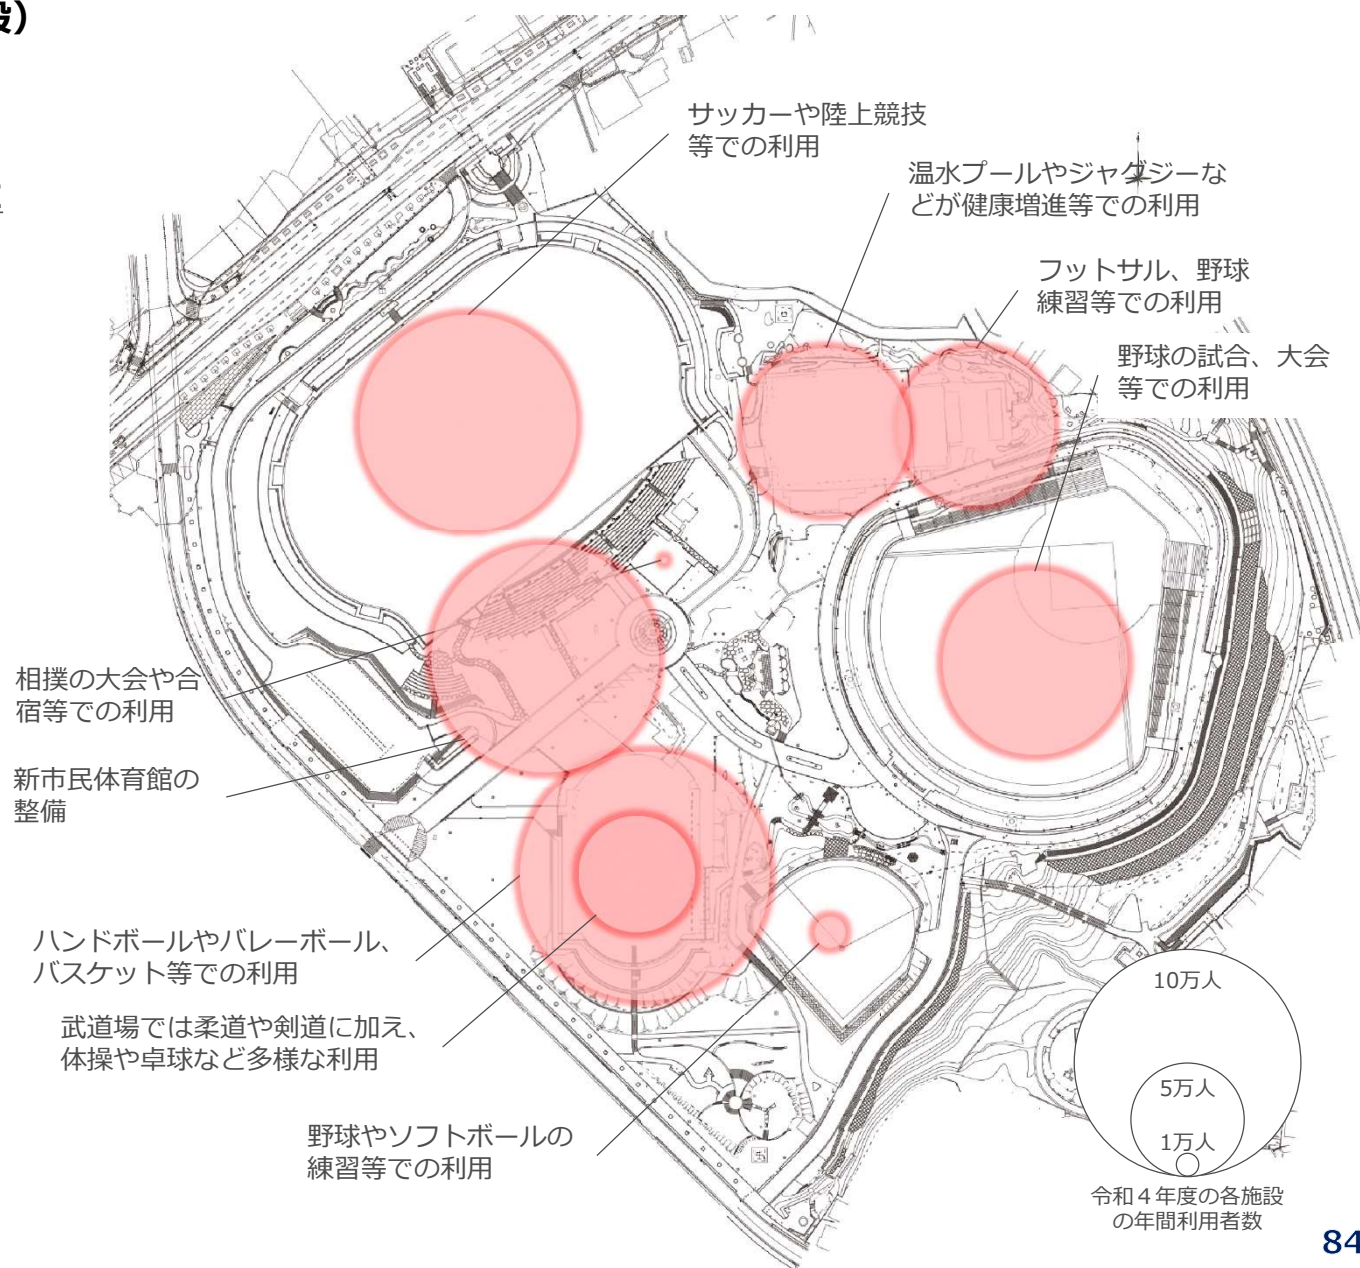 段）
サッカーや陸上競技
等での利用
温水プールやジャグジーな
どが健康増進等での利用
フットサル、野球
練習等での利用
野球の試合、大会
等での利用
相撲の大会や合
宿等での利用
新市民体育館の
整備
ハンドボールやバレーボール、
バスケット等での利用
武道場では柔道や剣道に加え、
体操や卓球など多様な利用
野球やソフトボールの
練習等での利用
10万人
5万人
1万人
令和４年度の各施設
の年間利用者数
84